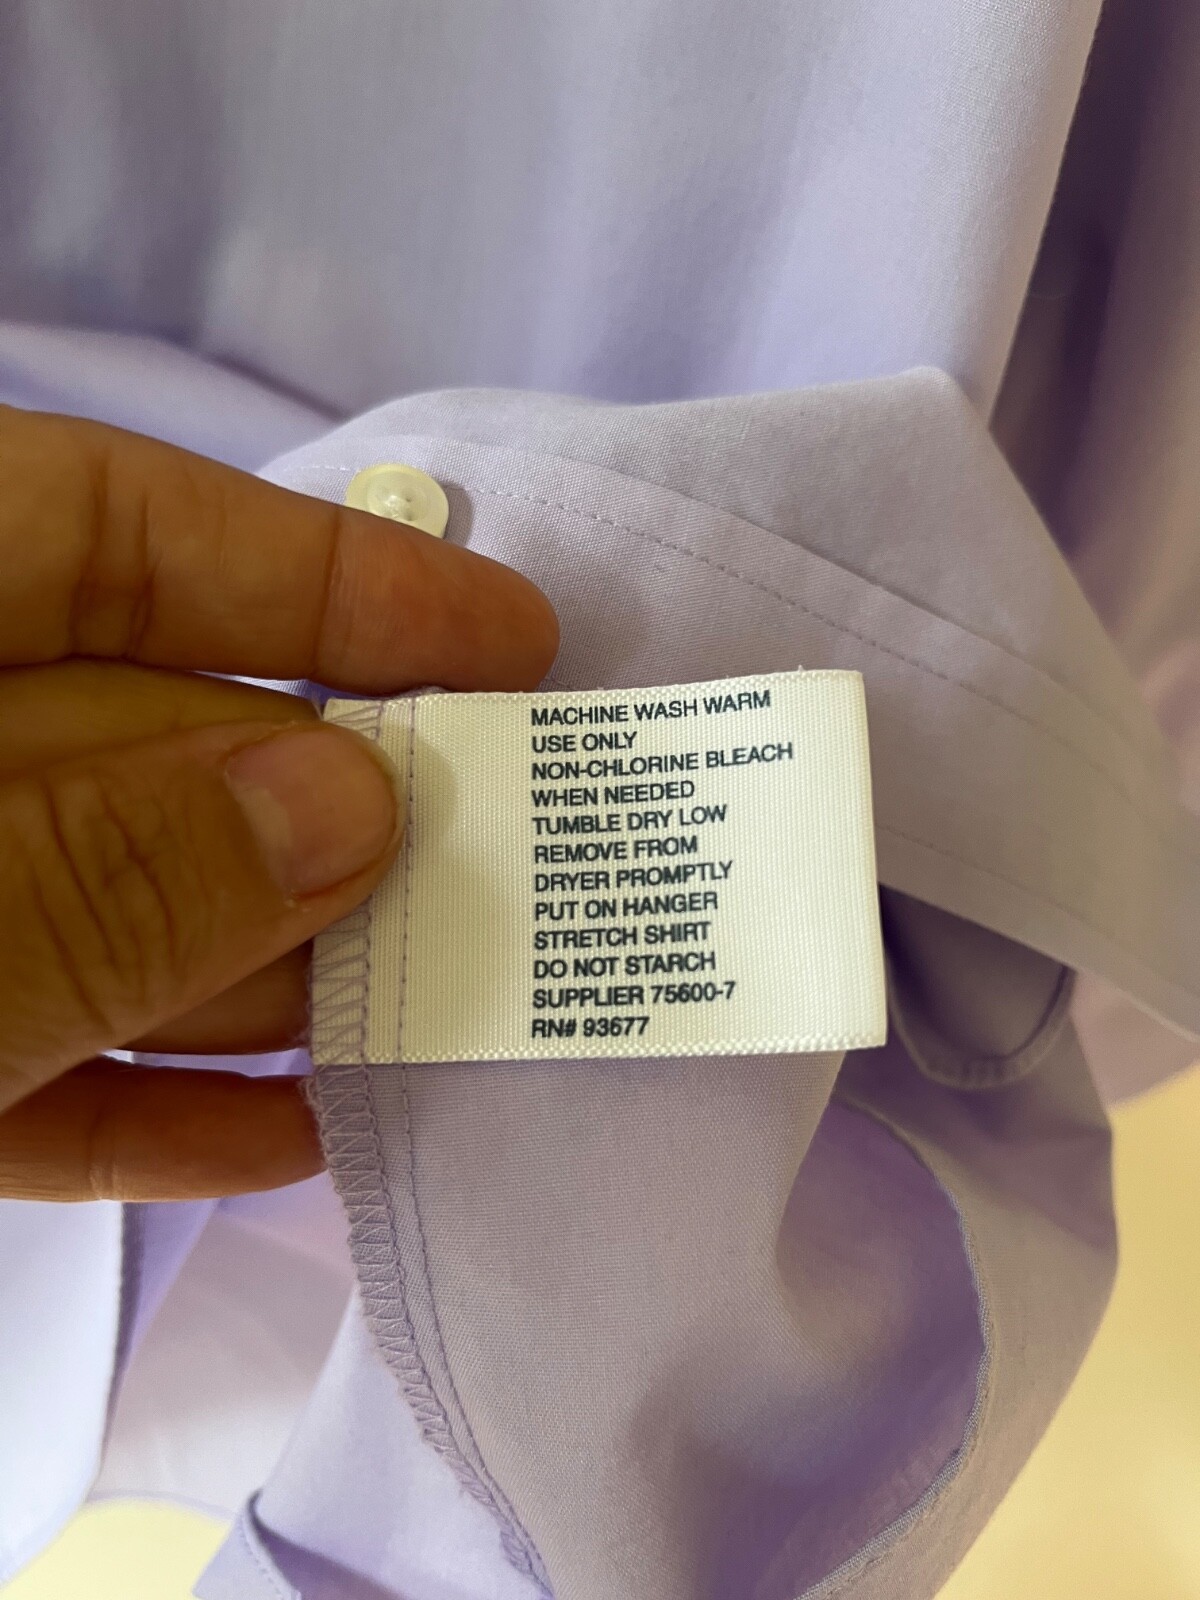 MACHINE WASH WARM
USE ONLY
NON-CHLORINE BLEACH
WHEN NEEDED
TUMBLE DRY LOW
REMOVE FROM
DRYER PROMPTLY
PUT ON HANGER
STRETCH SHIRT
DO NOT STARCH
SUPPLIER 75600-7
RN# 93677